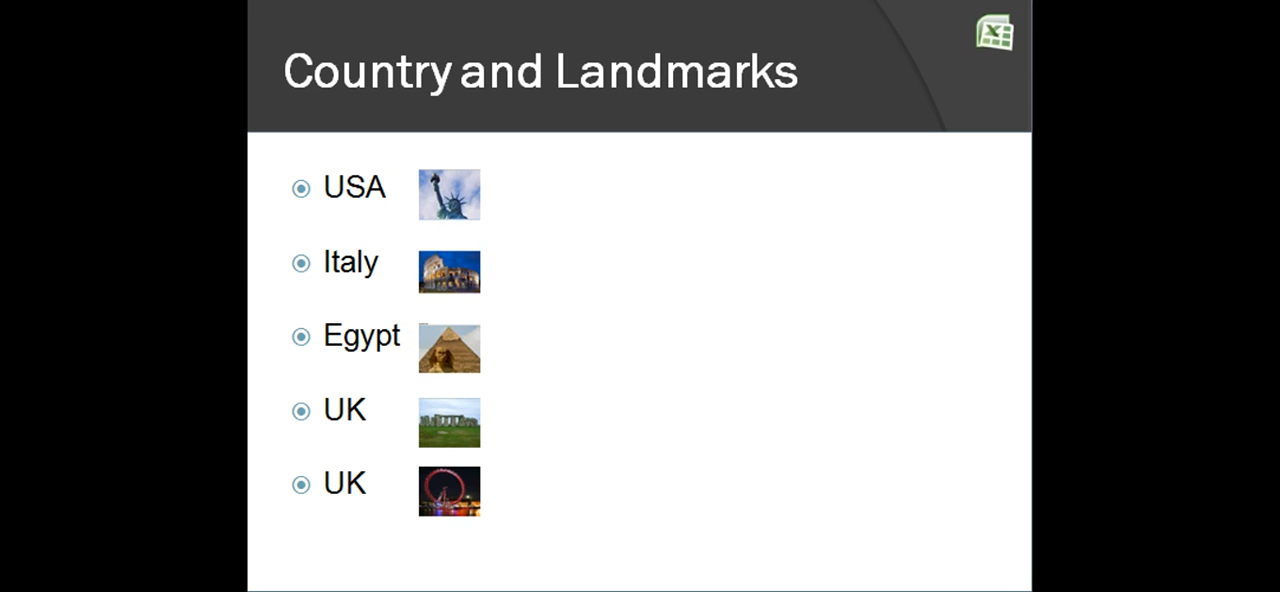 Country and Landmarks
USA
Italy
Egypt
UK
UK